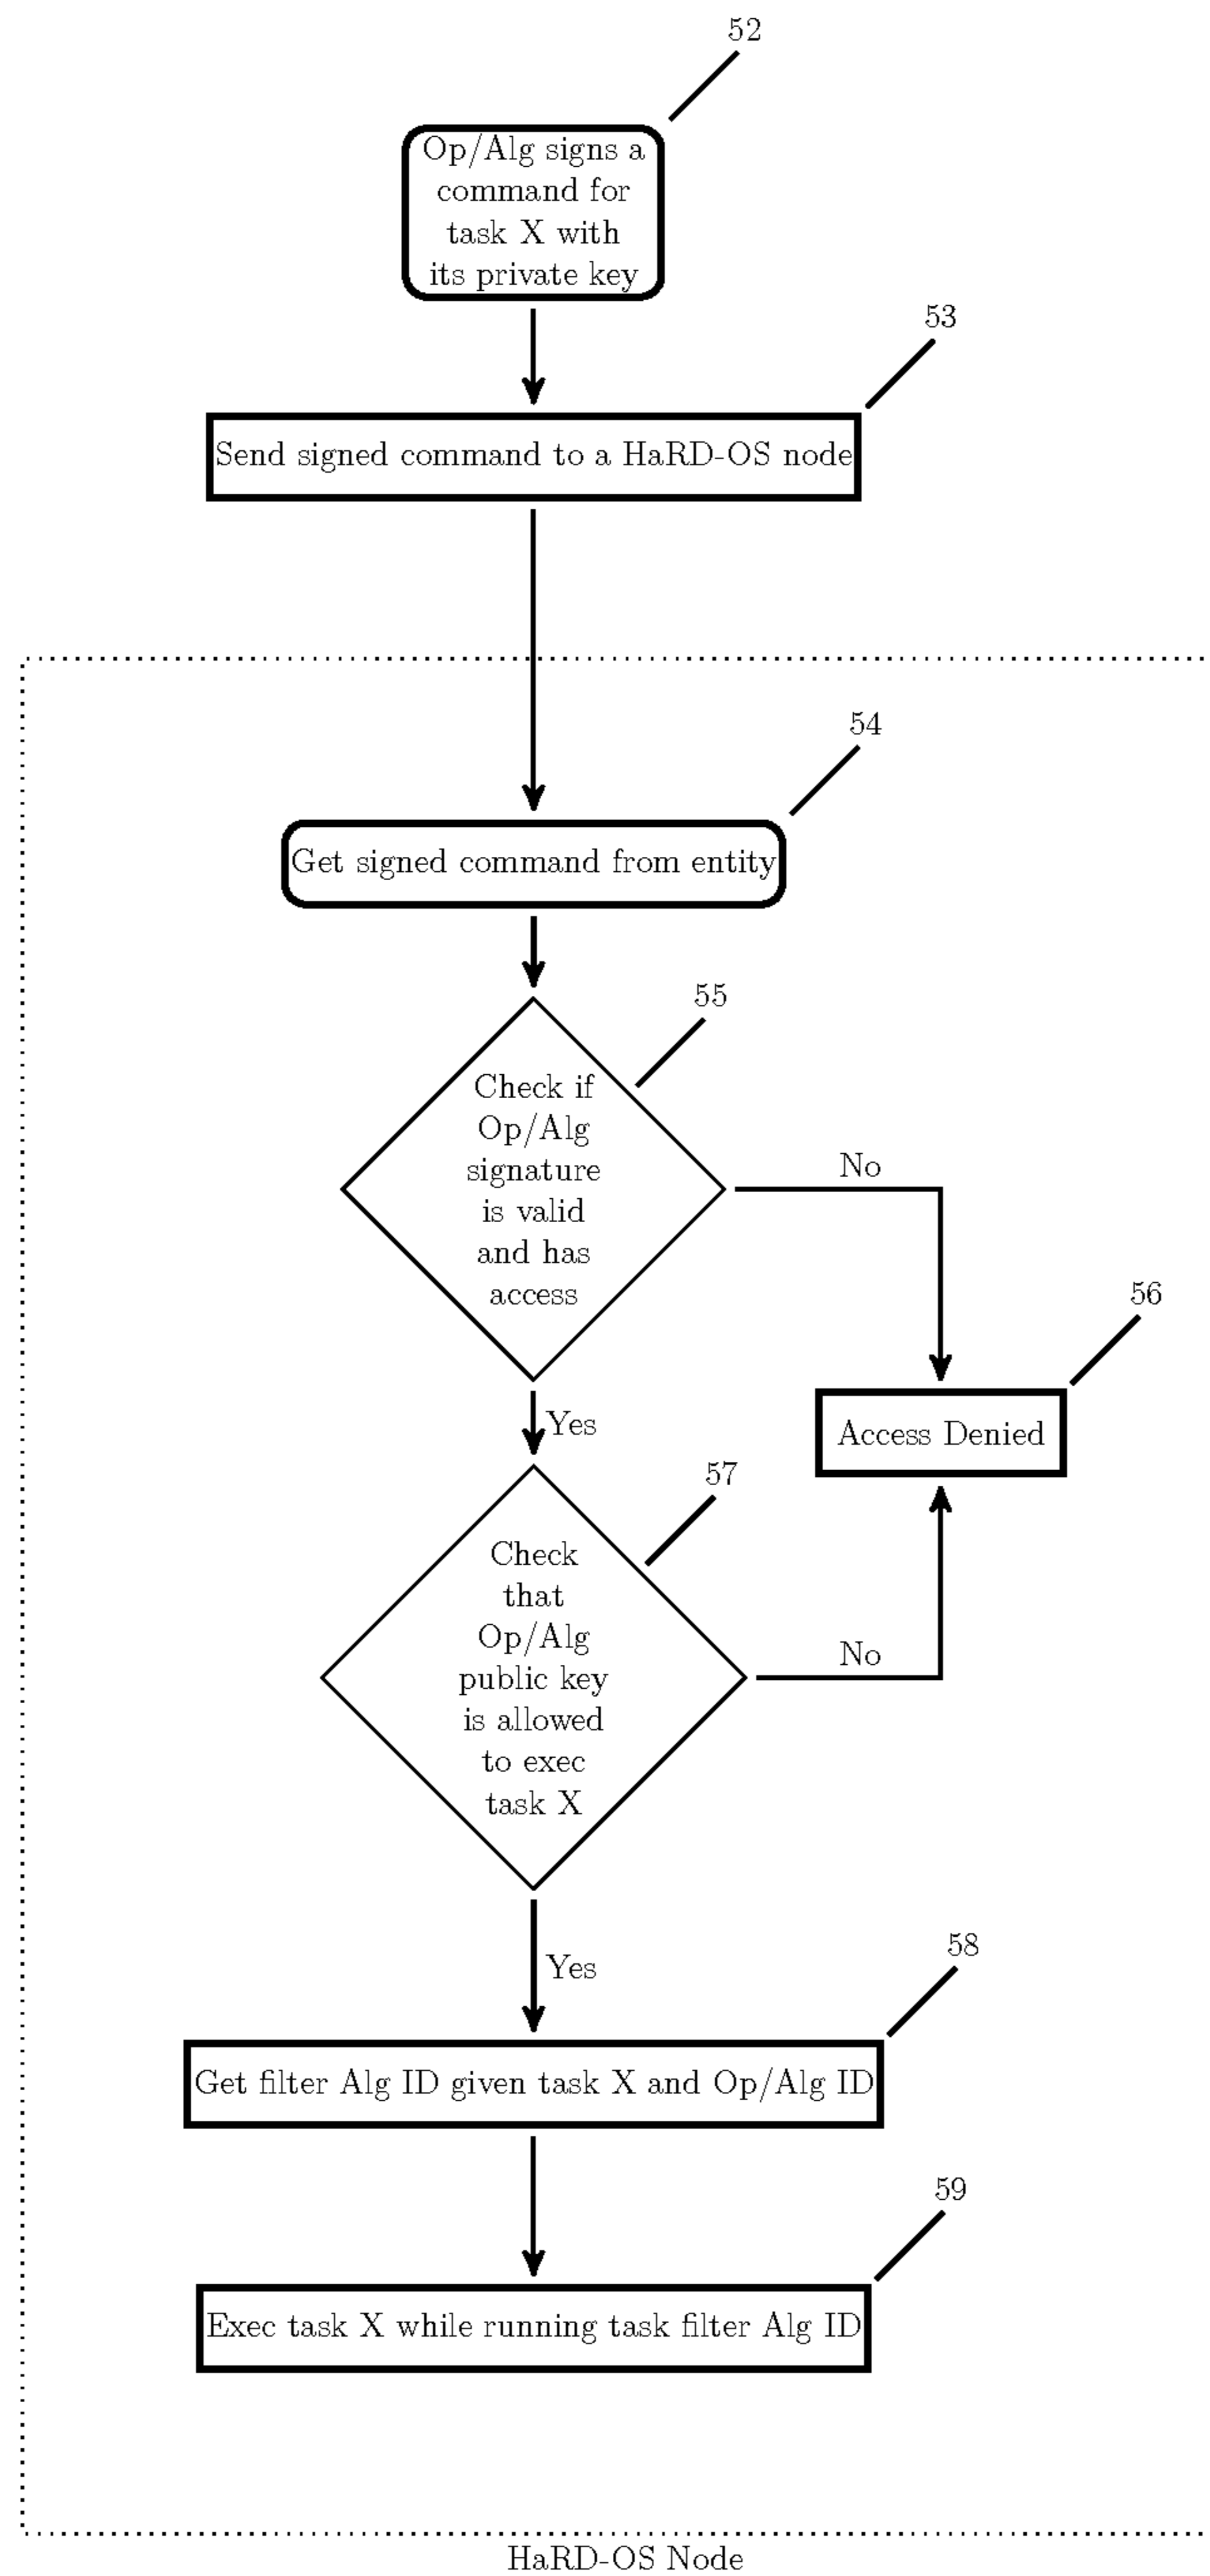 52
Op/Alg signs a
command for
task X with
its private key
53
Send signed command to a HaRD-OS node
54
Get signed command from entity
55
Check if
Op/Alg
signature
is valid
and has
access
No
56
Access Denied
Yes
57
Check
that
Op/Alg
public key
is allowed
to exec
task X
No
Yes
58
Get filter Alg ID given task X and Op/Alg ID
59
Exec task X while running task filter Alg ID
HaRD-OS Node